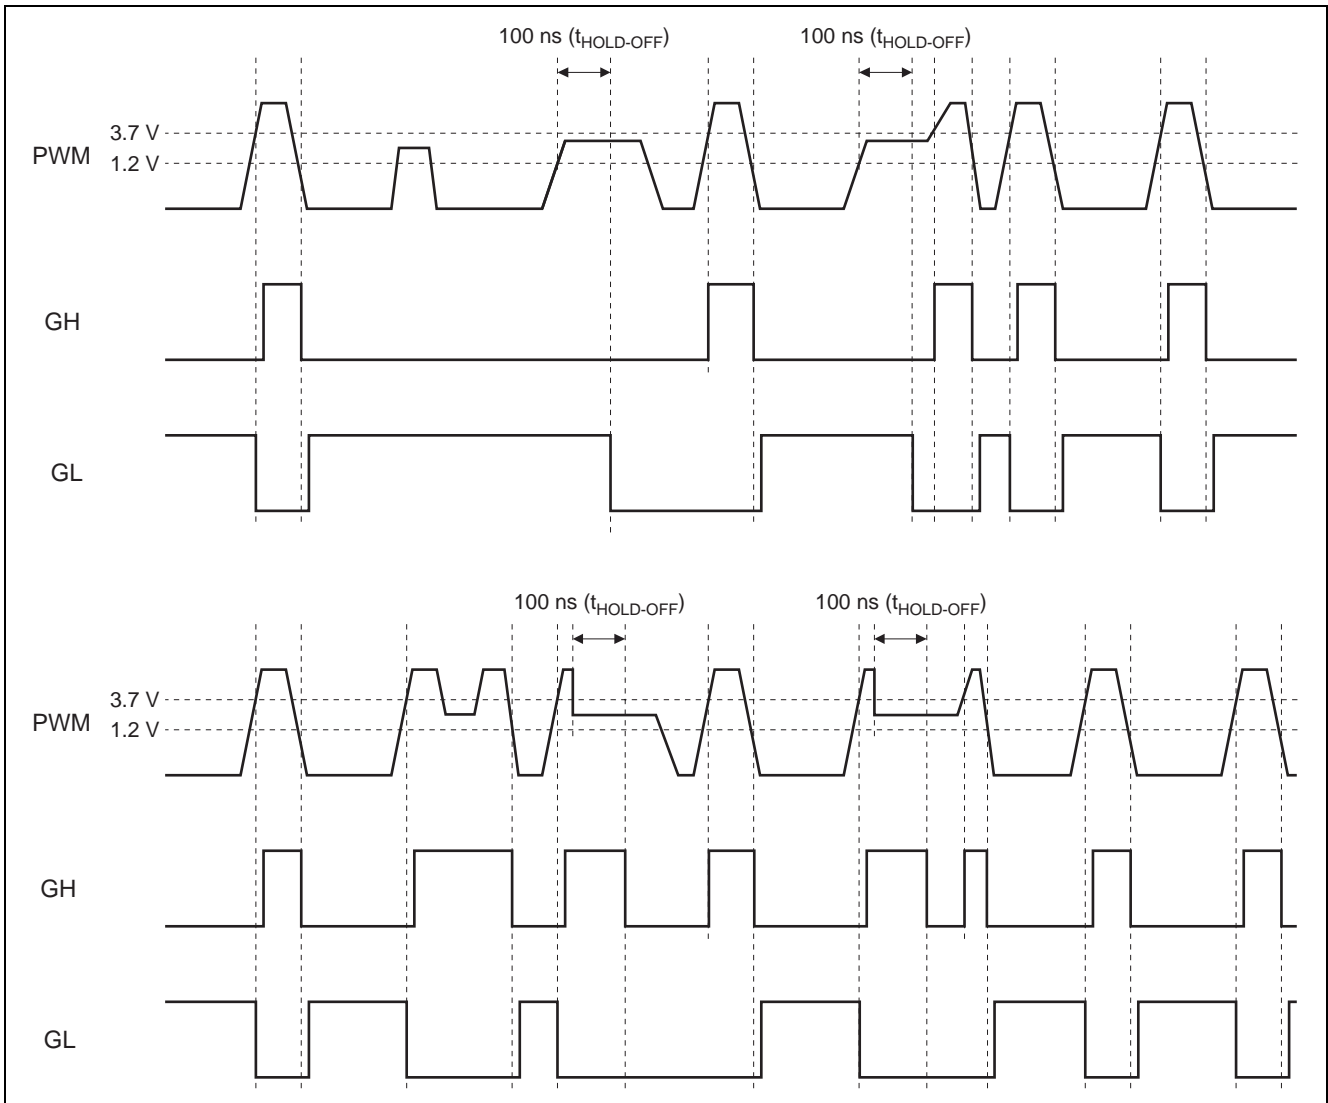 100 ns (tHOLD-OFF) 100 ns (tHOLD-OFF)
3.7 V
PWM
1.2 V
GH
GL
100 ns (tHOLD-OFF) 100 ns (tHOLD-OFF)
3.7 V
PWM
1.2 V
GH
GL